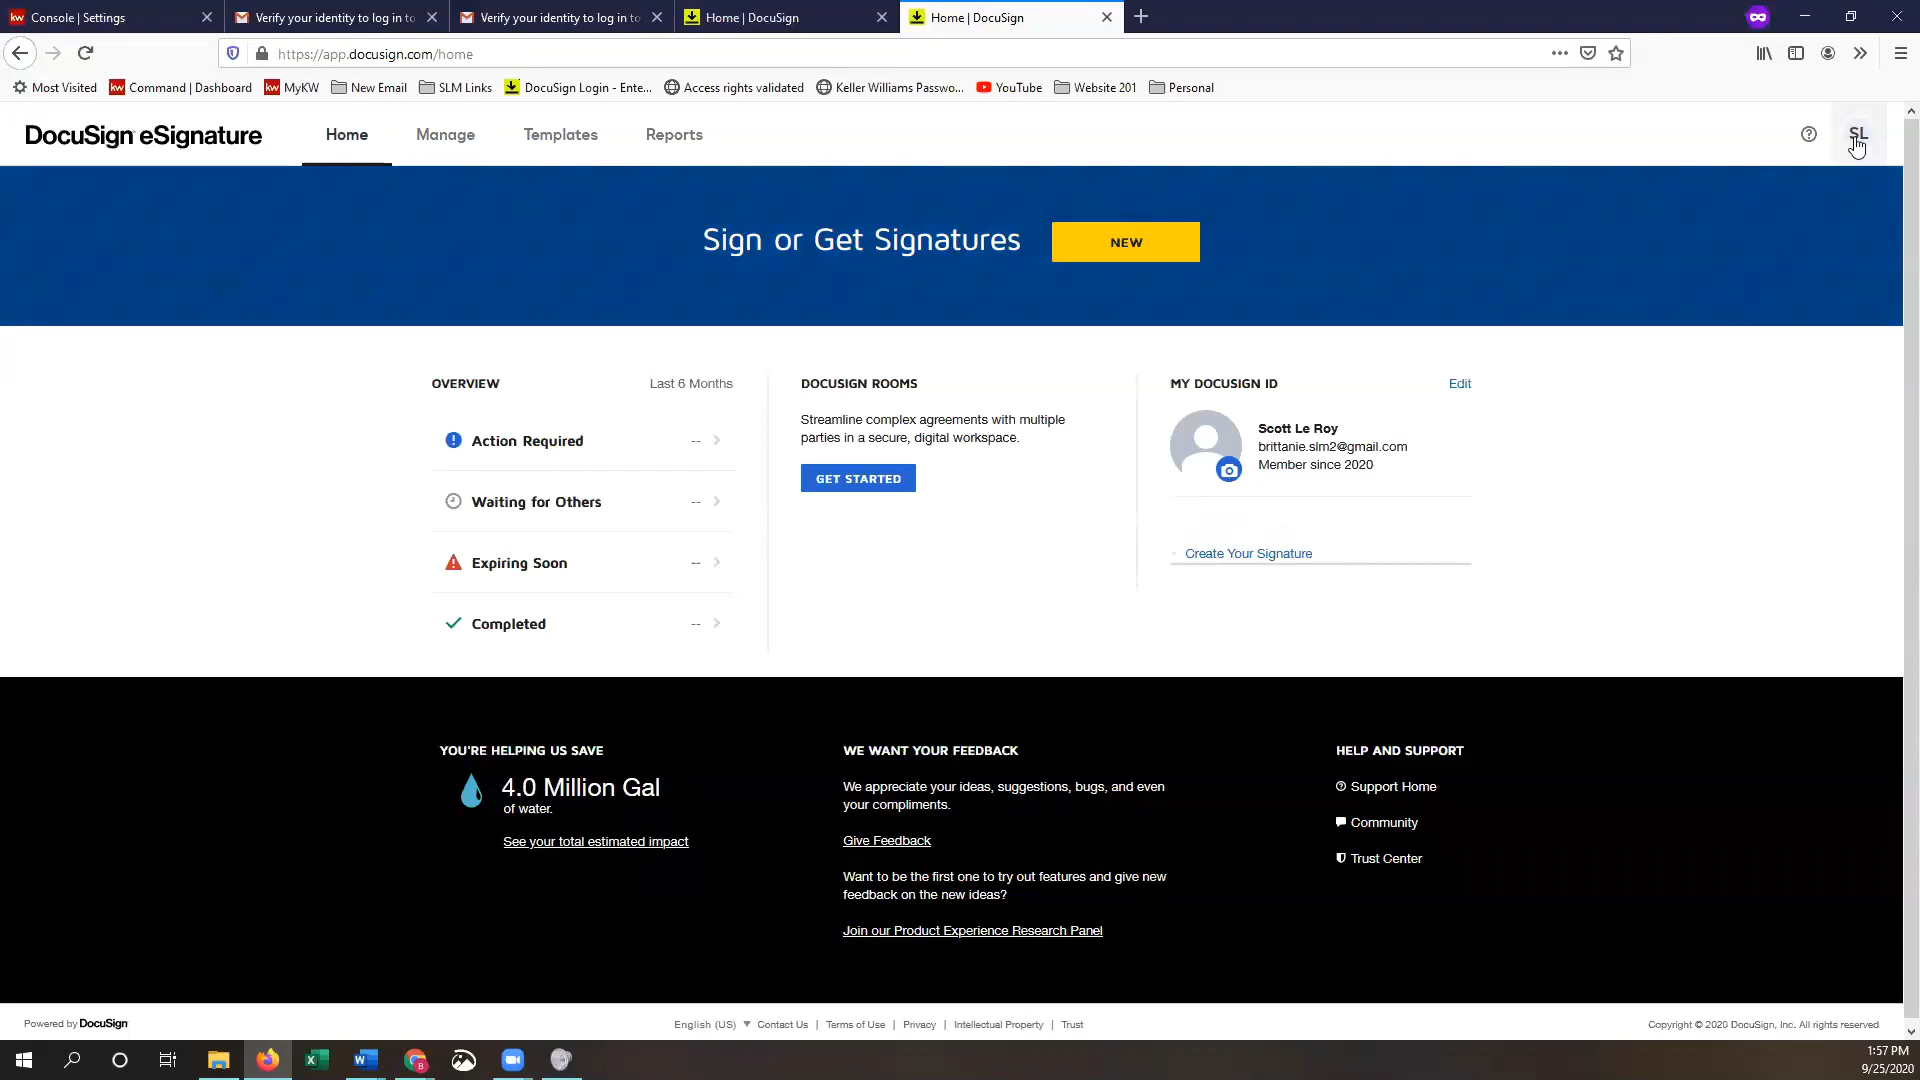 Console | Settings
Verify your identity to log in to
Verify your identity to log in to
Home | DocuSign
Home | DocuSign
https://app.docusign.com/home
Most Visited
Command | Dashboard
MyKW
New Email
SLM Links
DocuSign Login - Ente...
Access rights validated
Keller Williams Passwo...
YouTube
Website 201
Personal
DocuSign eSignature
Home
Manage
Templates
Reports
SL
Sign or Get Signatures
NEW
OVERVIEW
Last 6 Months
Action Required
--
Waiting for Others
--
Expiring Soon
--
Completed
--
DOCUSIGN ROOMS
Streamline complex agreements with multiple
parties in a secure, digital workspace.
GET STARTED
MY DOCUSIGN ID
Edit
Scott Le Roy
brittanie.slm2@gmail.com
Member since 2020
Create Your Signature
YOU'RE HELPING US SAVE
4.0 Million Gal
of water.
See your total estimated impact
WE WANT YOUR FEEDBACK
We appreciate your ideas, suggestions, bugs, and even
your compliments.
Give Feedback
Want to be the first one to try out features and give new
feedback on the new ideas?
Join our Product Experience Research Panel
HELP AND SUPPORT
Support Home
Community
Trust Center
Powered by DocuSign
English (US) ▼ Contact Us | Terms of Use | Privacy | Intellectual Property | Trust
Copyright © 2020 DocuSign, Inc. All rights reserved
1:57 PM
9/25/2020